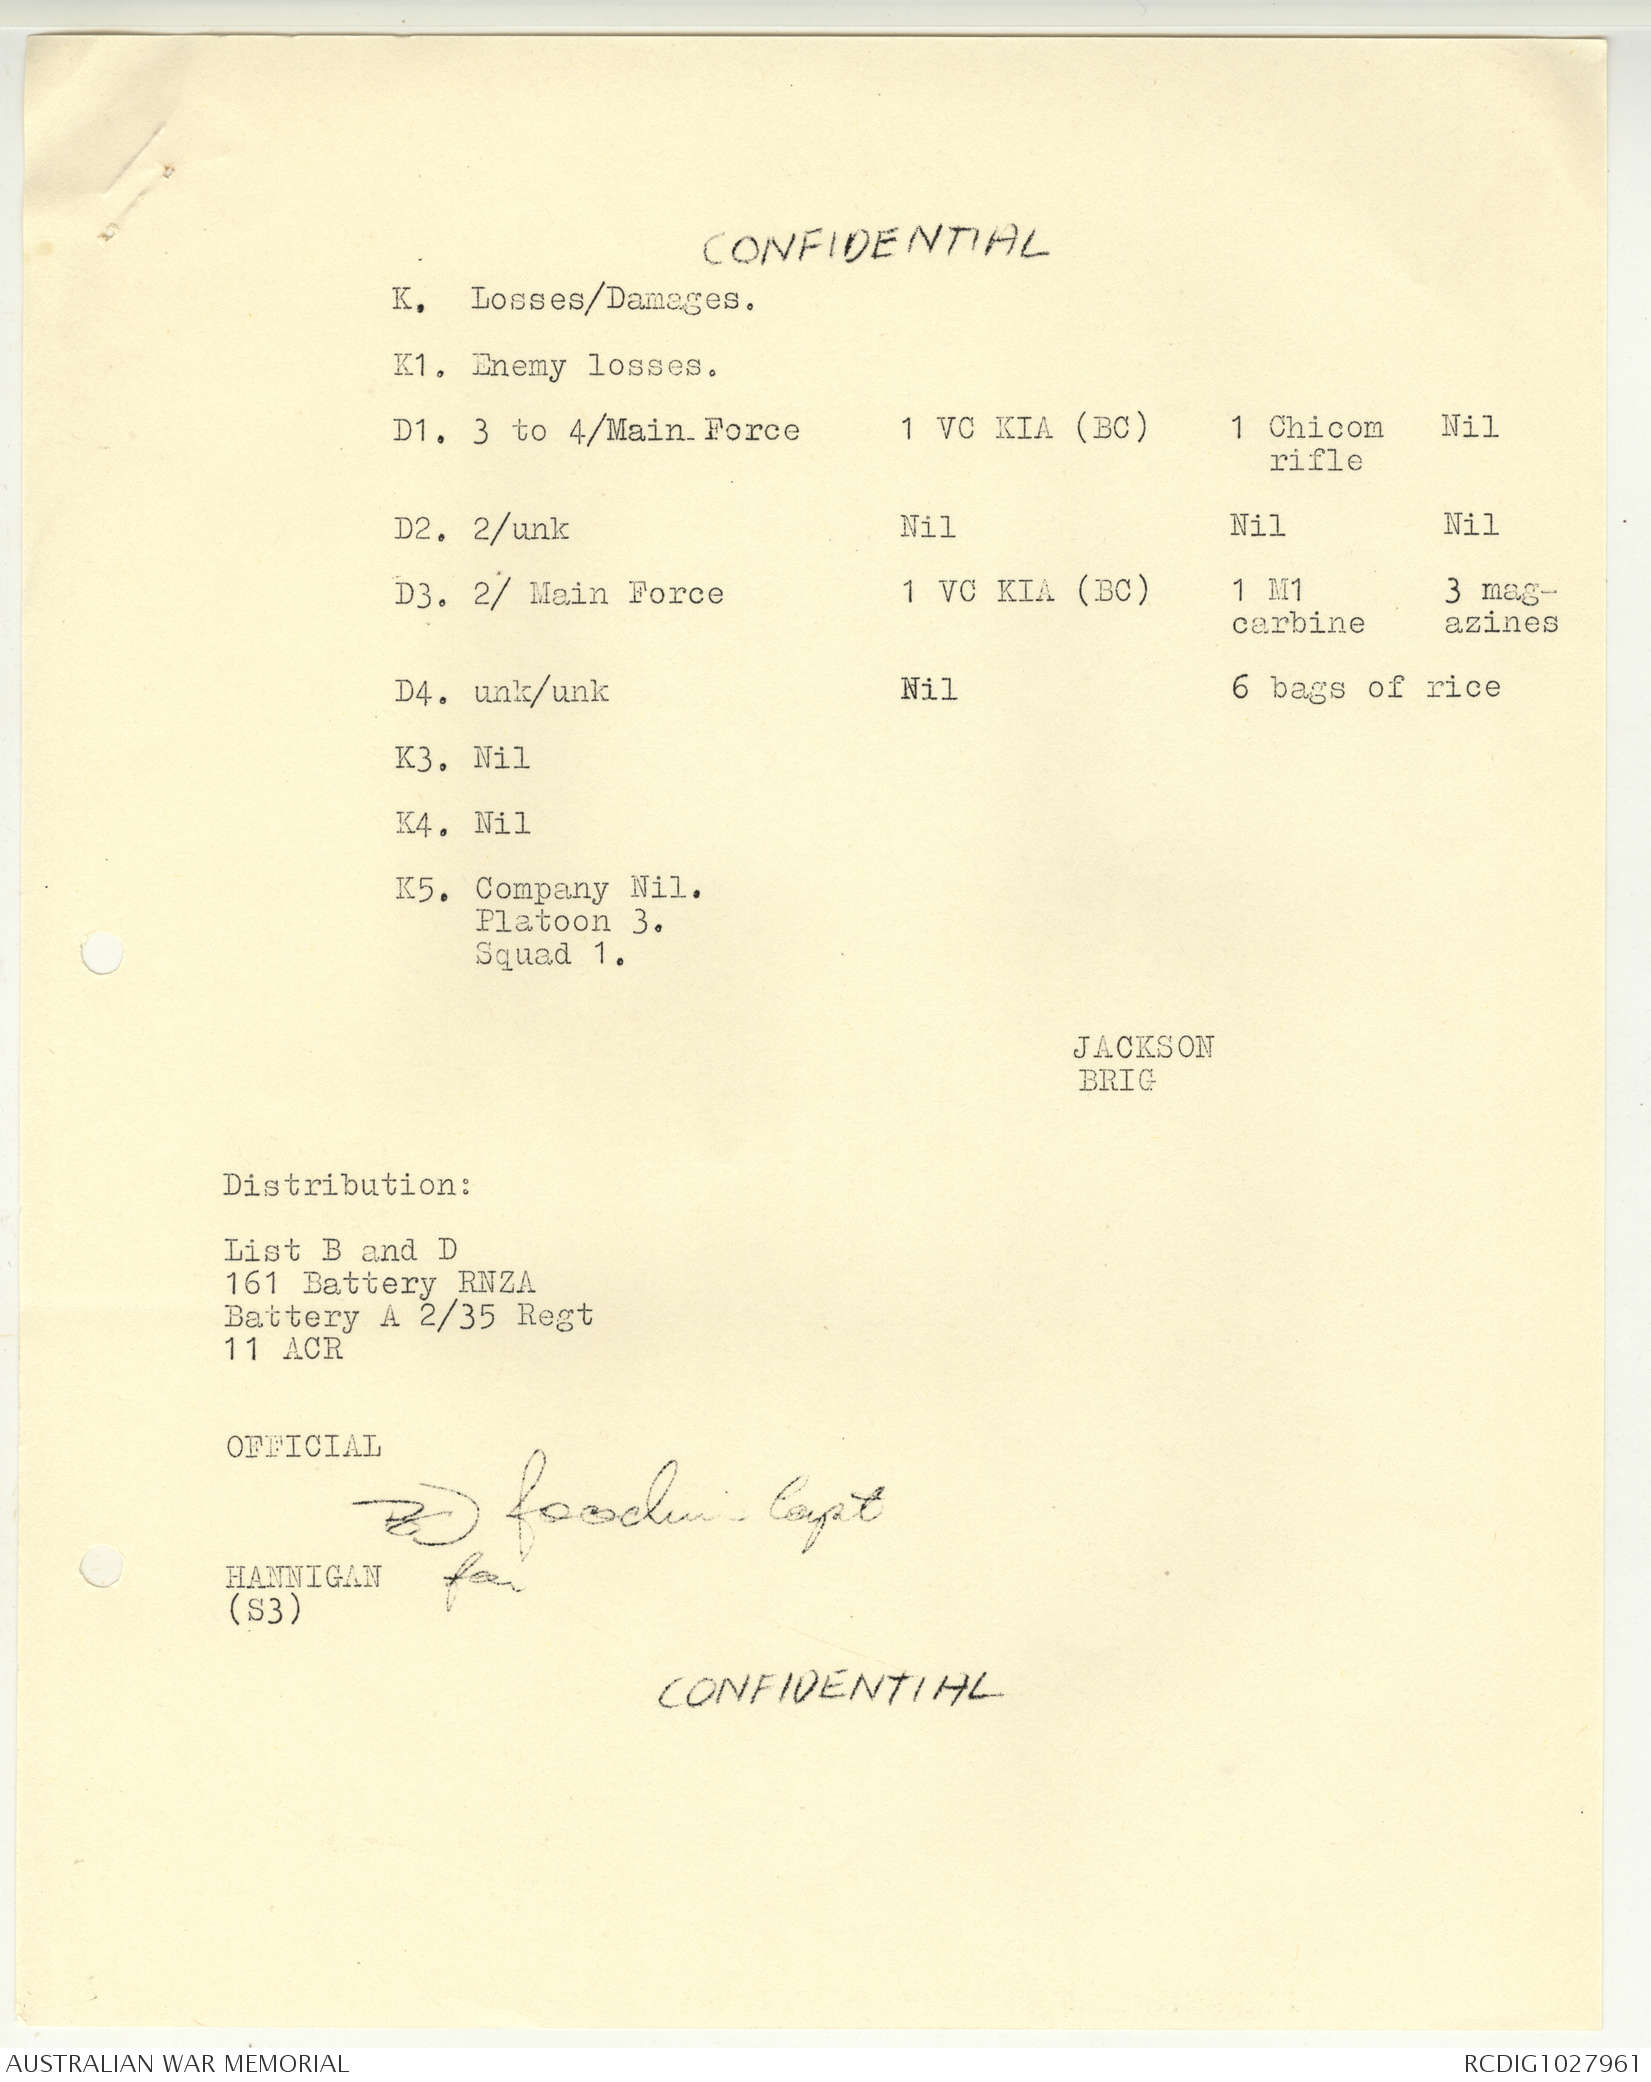 CONFIDENTIAL
K. Losses/Damages.
K1. Enemy losses.
D1. 3 to 4/Main Force 1 VC KIA (BC) 1 Chicom Nil
rifle
D2. 2/unk Nil Nil Nil
D3. 2/ Main Force 1 VC KIA (BC) 1 M1 3 mag-
carbine azines
D4. unk/unk Nil 6 bags of rice
K3. Nil
K4. Nil
K5. Company Nil.
Platoon 3.
Squad 1.
JACKSON
BRIG
Distribution:
List B and D
161 Battery RNZA
Battery A 2/35 Regt
11 ACR
OFFICIAL
Capt
HANNIGAN for
(S3)
CONFIDENTIAL
AUSTRALIAN WAR MEMORIAL RCDIG1027961